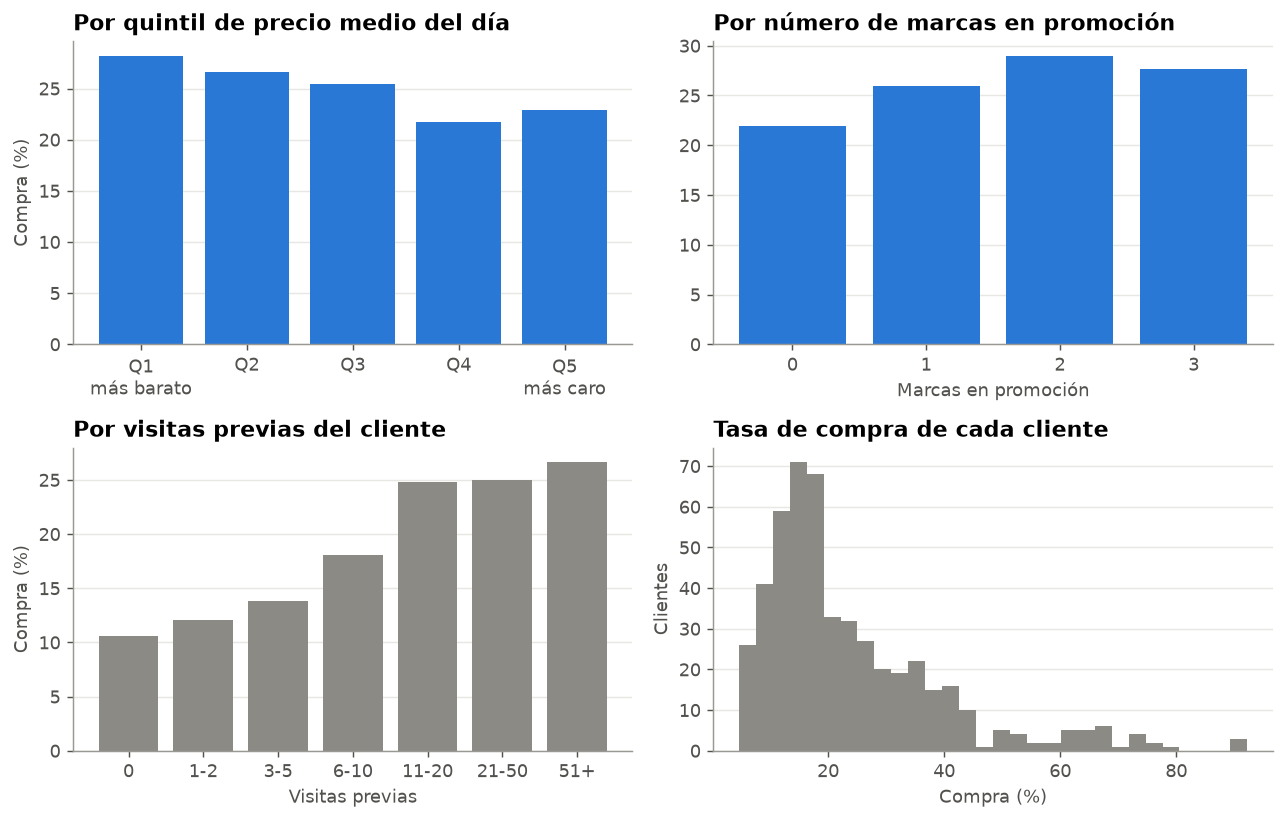 Por quintil de precio medio del día
Compra (%)
25
20
15
10
5
0
Q1
más barato
Q2
Q3
Q4
Q5
más caro
Por número de marcas en promoción
30
25
20
15
10
5
0
0
1
2
3
Marcas en promoción
Por visitas previas del cliente
Compra (%)
25
20
15
10
5
0
0
1-2
3-5
6-10
11-20
21-50
51+
Visitas previas
Tasa de compra de cada cliente
Clientes
70
60
50
40
30
20
10
0
20
40
60
80
Compra (%)